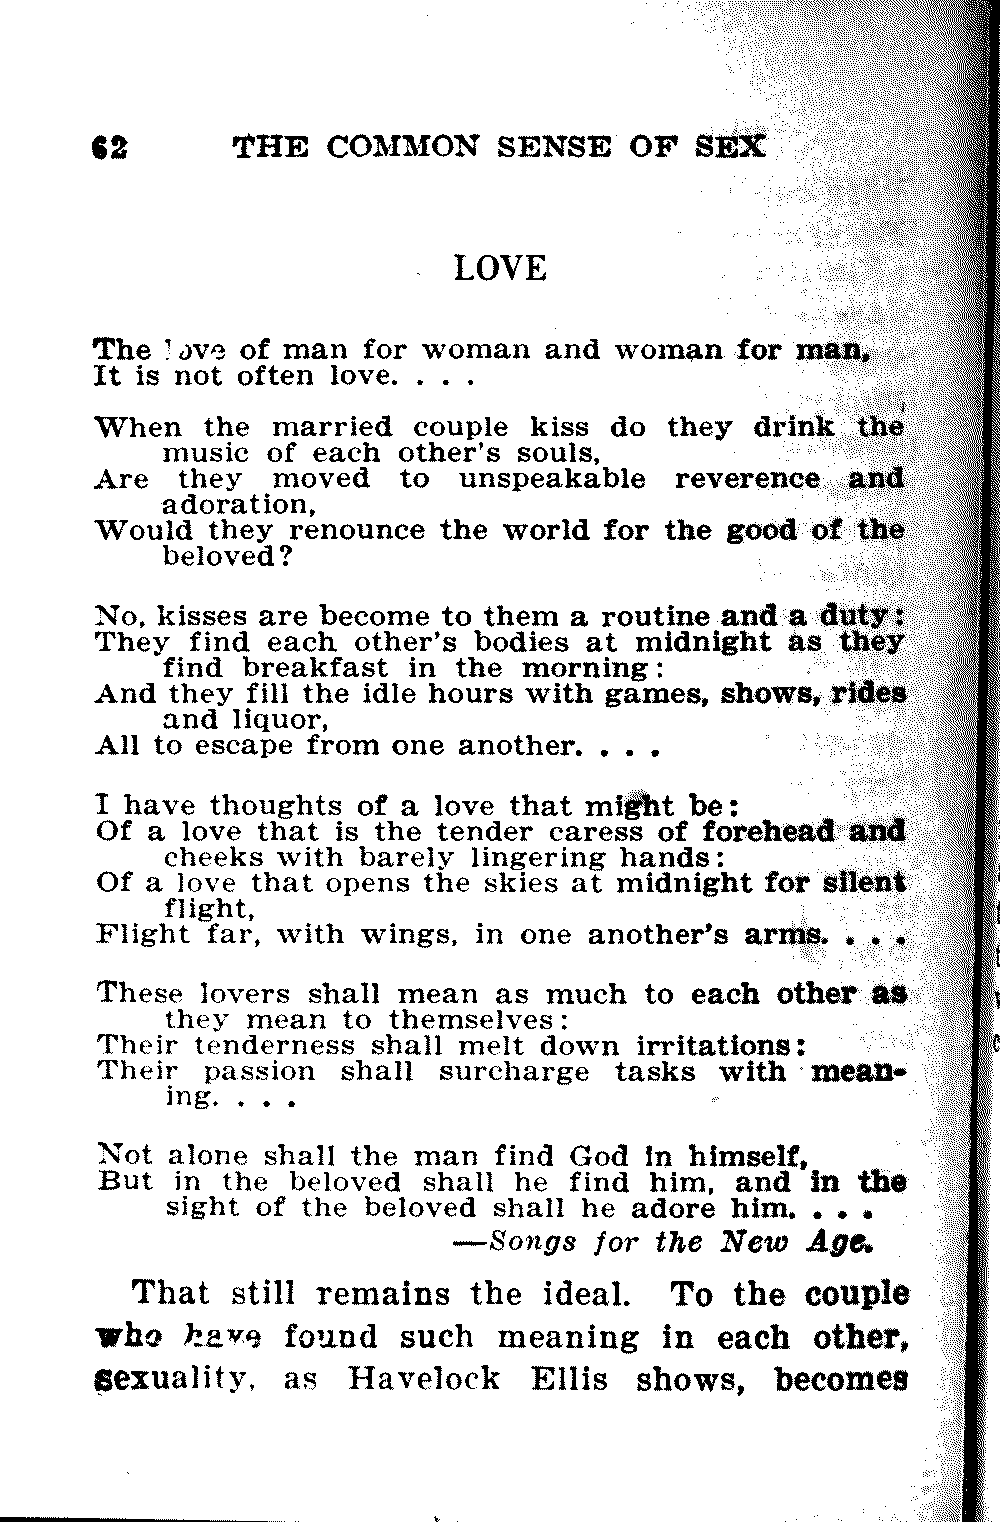 62 THE COMMON SENSE OF SEX
LOVE
The love of man for woman and woman for man,
It is not often love. . . .
When the married couple kiss do they drink the
music of each other's souls,
Are they moved to unspeakable reverence and
adoration,
Would they renounce the world for the good of the
beloved?
No, kisses are become to them a routine and a duty:
They find each other's bodies at midnight as they
find breakfast in the morning:
And they fill the idle hours with games, shows, rides
and liquor,
All to escape from one another. . . .
I have thoughts of a love that might be:
Of a love that is the tender caress of forehead and
cheeks with barely lingering hands:
Of a love that opens the skies at midnight for silent
flight,
Flight far, with wings, in one another's arms. . . .
These lovers shall mean as much to each other as
they mean to themselves:
Their tenderness shall melt down irritations:
Their passion shall surcharge tasks with mean-
ing. . . .
Not alone shall the man find God in himself,
But in the beloved shall he find him, and in the
sight of the beloved shall he adore him. . . .
—Songs for the New Age.
That still remains the ideal. To the couple
who have found such meaning in each other,
sexuality, as Havelock Ellis shows, becomes